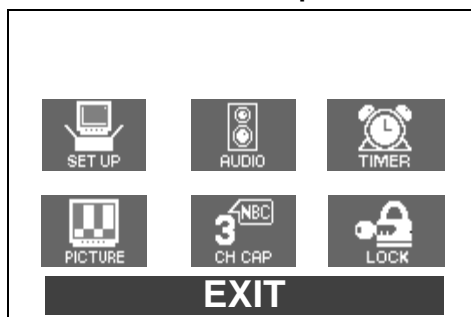 SET UP
AUDIO
TIMER
PICTURE
3 NBC
CH CAP
LOCK
EXIT